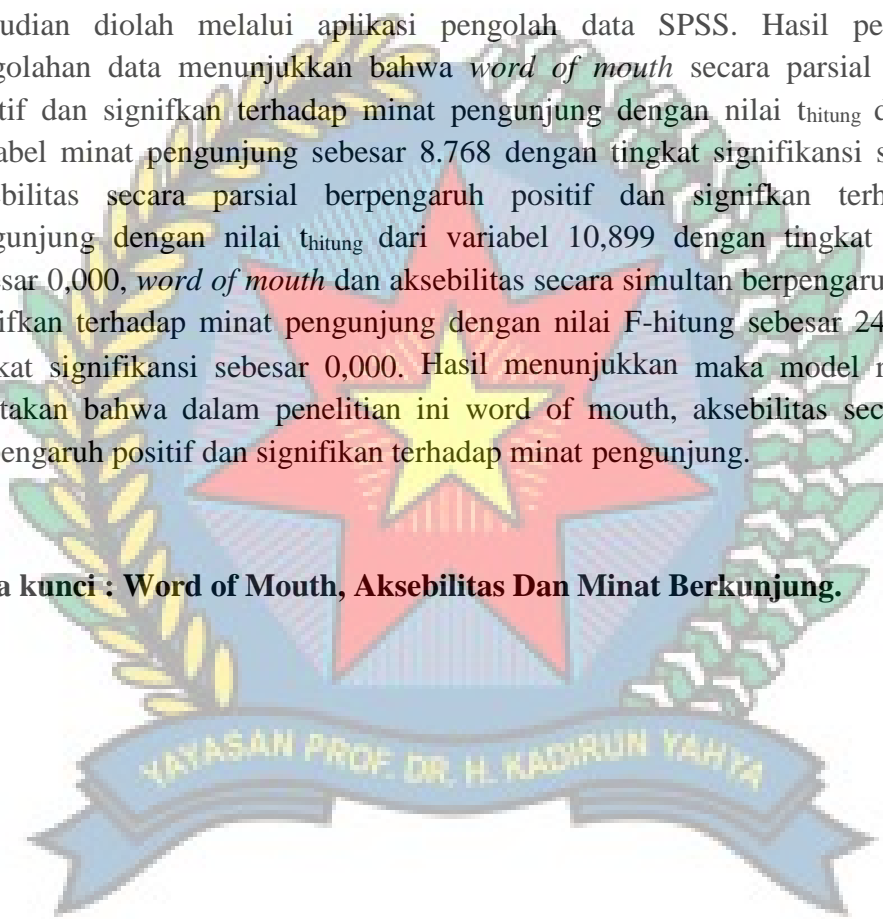 udian diolah melalui aplikasi pengolah data SPSS. Hasil pe
golahan data menunjukkan bahwa word of mouth secara parsial
tif dan signifkan terhadap minat pengunjung dengan nilai thitung d
abel minat pengunjung sebesar 8.768 dengan tingkat signifikansi s
ebilitas secara parsial berpengaruh positif dan signifkan terh
gunjung dengan nilai thitung dari variabel 10,899 dengan tingkat
esar 0,000, word of mouth dan aksebilitas secara simultan berpengaru
ifkan terhadap minat pengunjung dengan nilai F-hitung sebesar 24
kat signifikansi sebesar 0,000. Hasil menunjukkan maka model r
takan bahwa dalam penelitian ini word of mouth, aksebilitas sec
pengaruh positif dan signifikan terhadap minat pengunjung.
a kunci : Word of Mouth, Aksebilitas Dan Minat Berkunjung.
YAYASAN PROF. DR. H. KADIRUN YAHYA